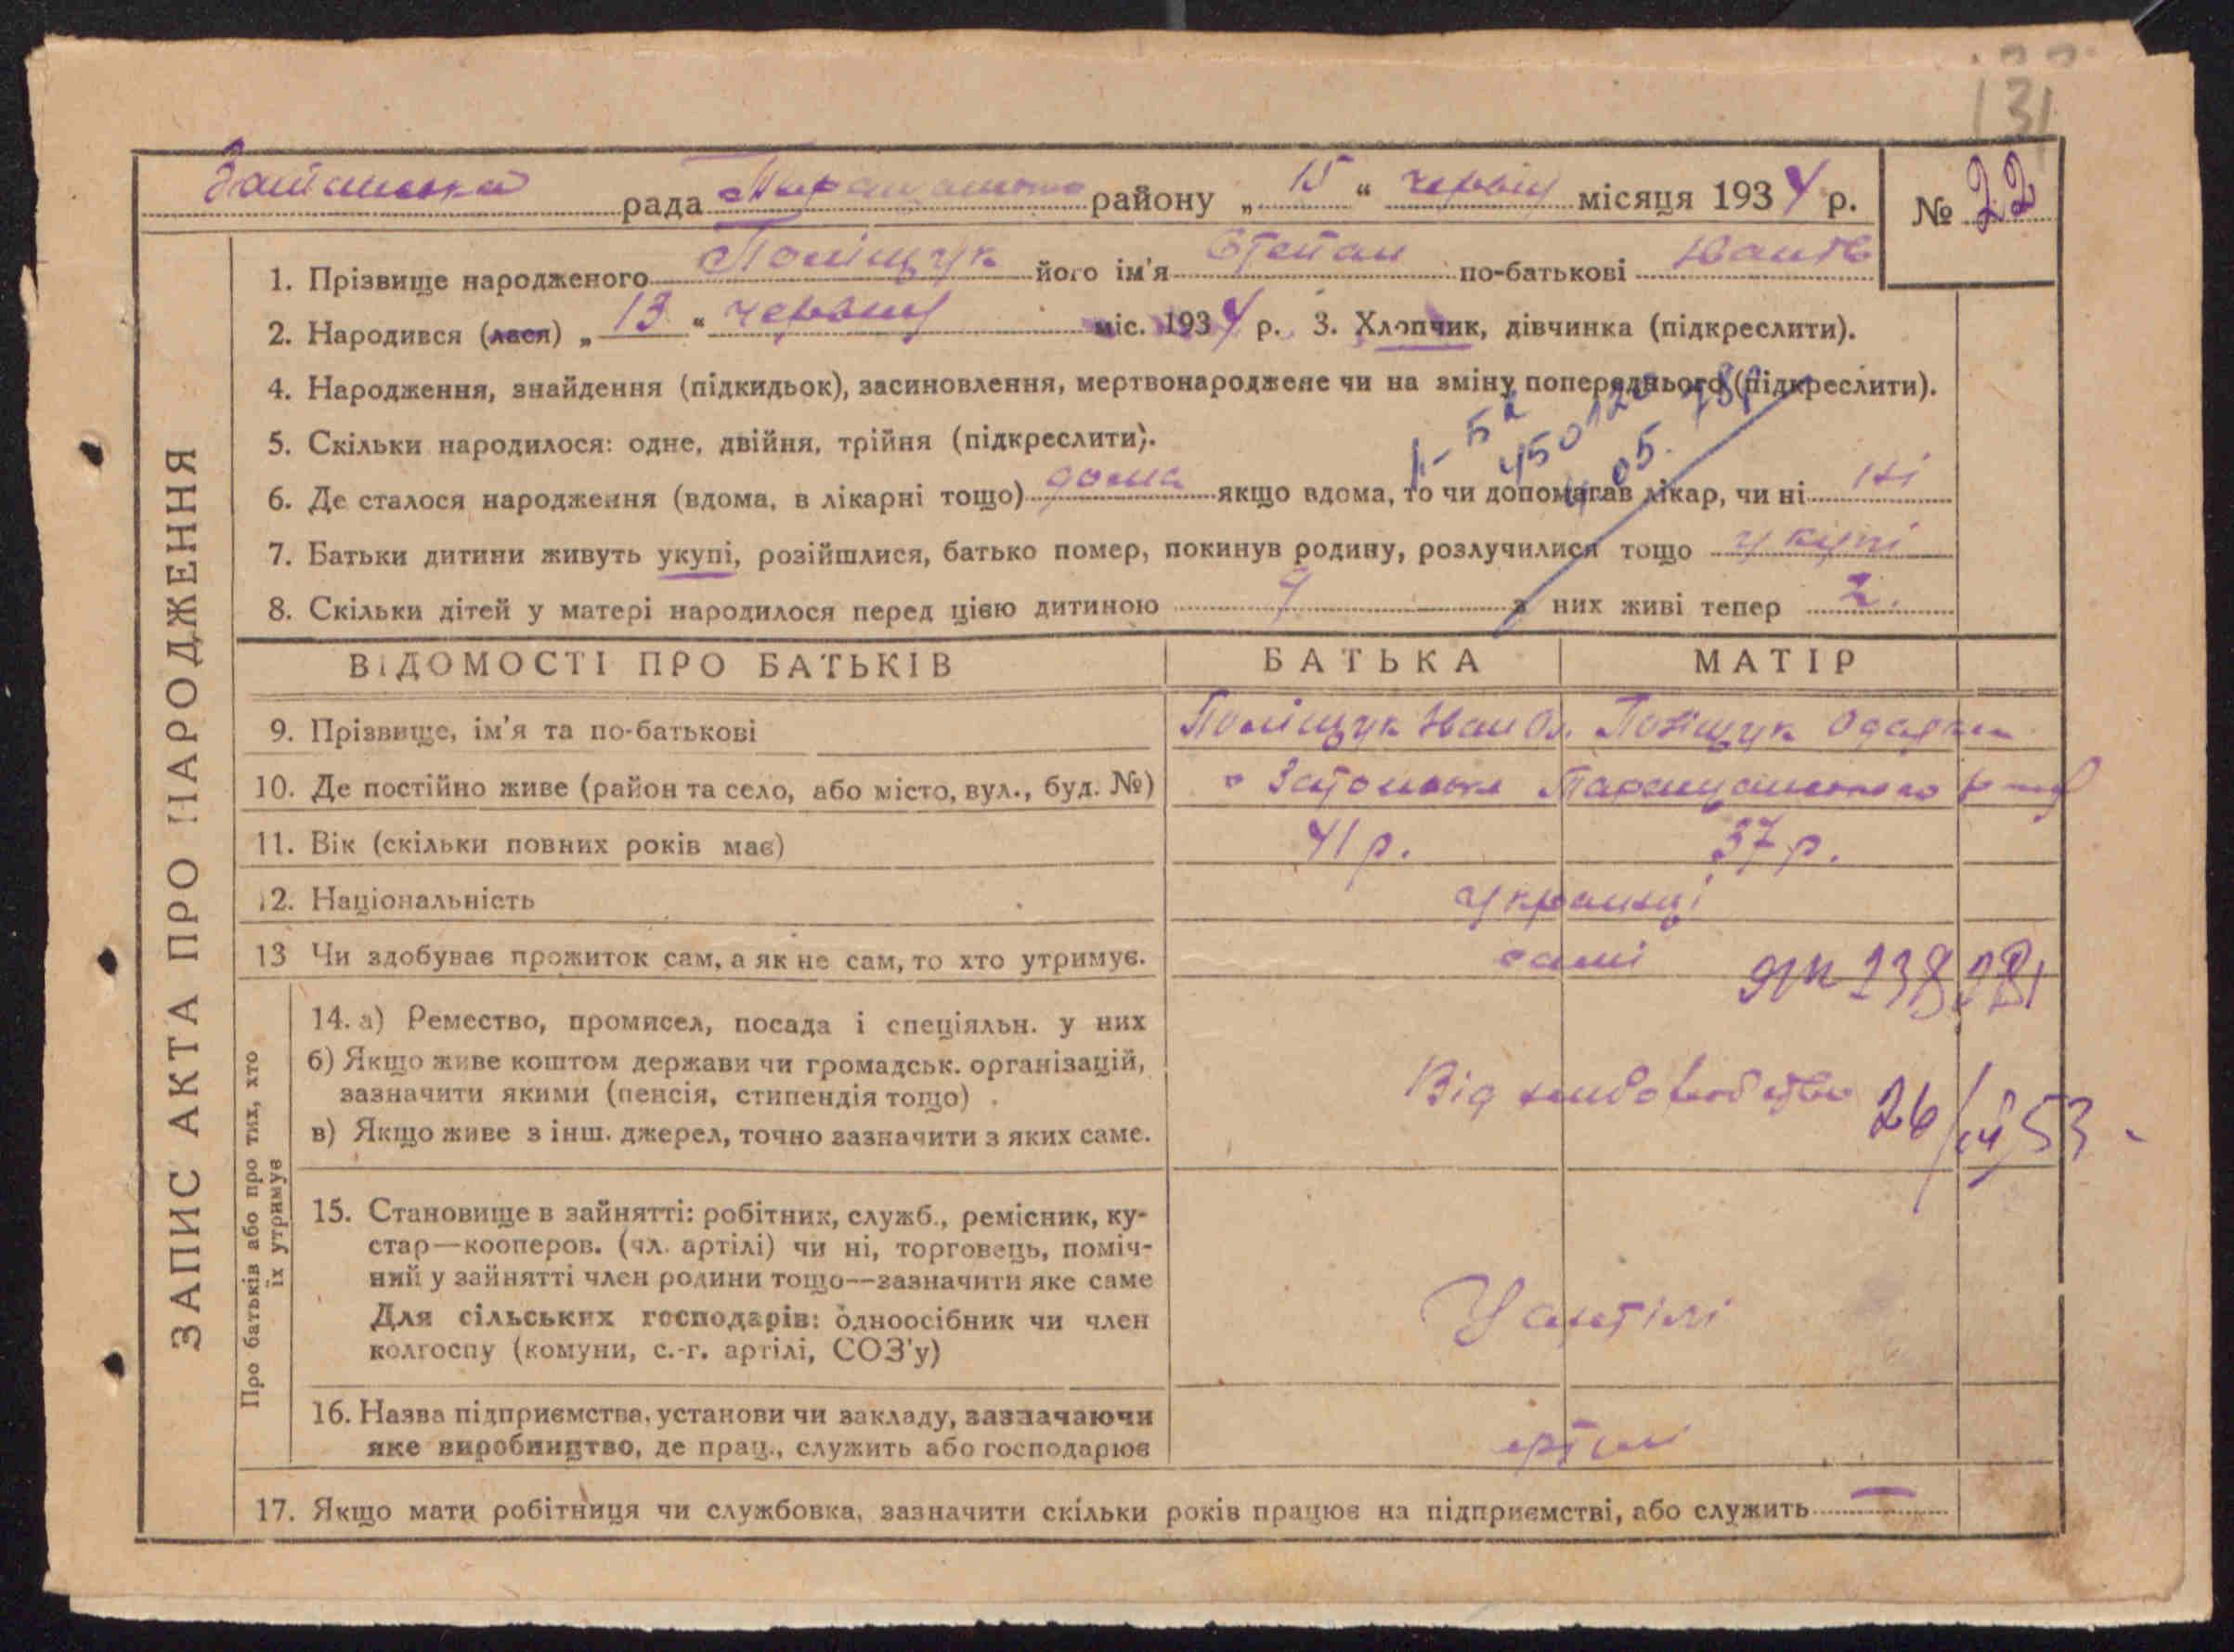 131
рада района „ 15 “ червня місяця 1934 р. № 22
ЗАПИС АКТА ПРО НАРОДЖЕННЯ
1. Прізвище народженого Поліщук його ім'я Степан по-батькові Іванів
2. Народився (лася) „ 13 “ червня міс. 1934 р. 3. Хлопчик, дівчинка (підкреслити).
4. Народження, знайдення (підкидьок), засиновлення, мертвонароджене чи на зміну попереднього (підкреслити).
5. Скільки народилося: одне, двійня, трійня (підкреслити).
6. Де сталося народження (вдома, в лікарні тощо) дома якщо вдома, то чи допомагав лікар, чи ні ні
7. Батьки дитини живуть укупі, розійшлися, батько помер, покинув родину, розлучилися тощо укупі
8. Скільки дітей у матері народилося перед цією дитиною з них живі тепер 2.
ВІДОМОСТІ ПРО БАТЬКІВ БАТЬКА МАТІР
9. Прізвище, ім'я та по-батькові Поліщук Іван Поліщук
10. Де постійно живе (район та село, або місто, вул., буд. №)
11. Вік (скільки повних років має) 41 р. 37 р.
12. Національність українці
13 Чи здобуває прожиток сам, а як не сам, то хто утримує. самі
Про батьків або про тих, хто
їх утримує
14. а) Ремество, промисел, посада і спеціяльн. у них
б) Якщо живе коштом держави чи громадськ. організацій,
зазначити якими (пенсія, стипендія тощо)
в) Якщо живе з інш. джерел, точно зазначити з яких саме.
Від
15. Становище в зайнятті: робітник, служб., ремісник, ку-
стар—кооперов. (чл. артілі) чи ні, торговець, поміч-
ний у зайнятті член родини тощо—зазначити яке саме
Для сільських господарів: одноосібник чи член
колгоспу (комуни, с.-г. артілі, СОЗ'у)
У артілі
16. Назва підприємства, установи чи закладу, зазначаючи
яке виробництво, де прац., служить або господарює
17. Якщо мати робітниця чи службовка, зазначити скільки років працює на підприємстві, або служить —